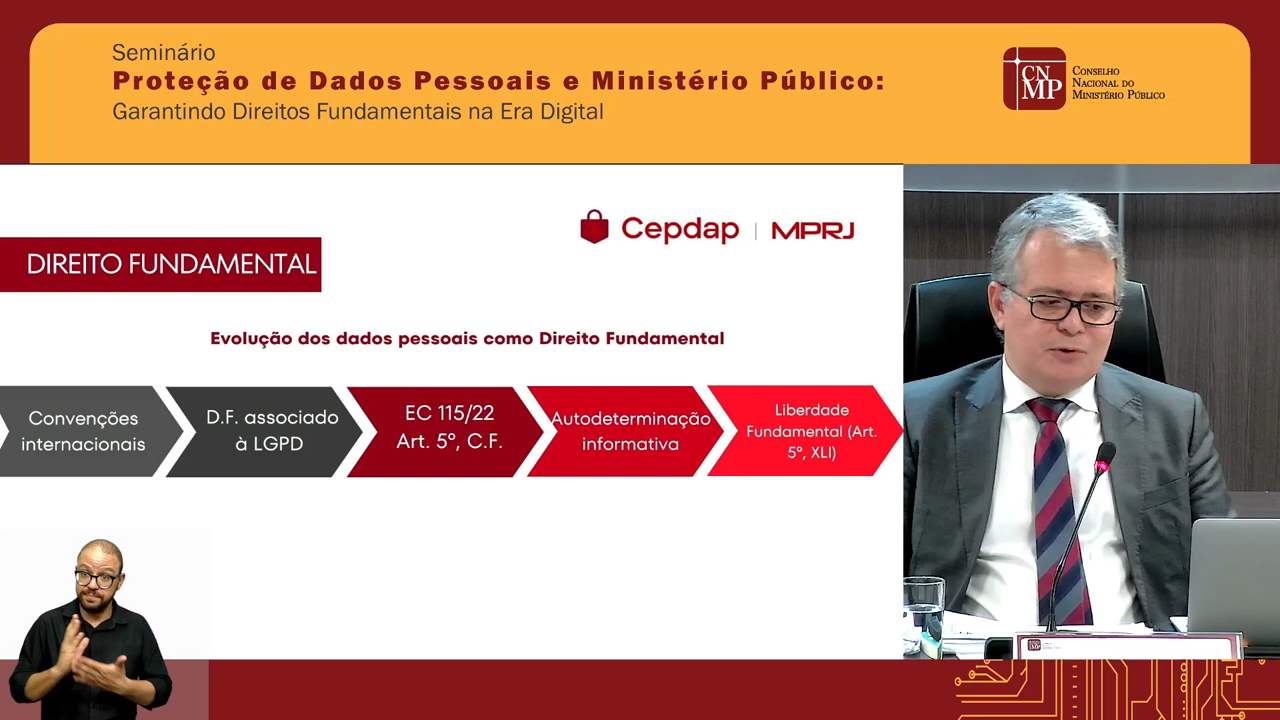 Seminário
Proteção de Dados Pessoais e Ministério Público:
Garantindo Direitos Fundamentais na Era Digital
CN
MP
Conselho
Nacional do
Ministério Público
Cepdap | MPRJ
DIREITO FUNDAMENTAL
Evolução dos dados pessoais como Direito Fundamental
Convenções
internacionais
D.F. associado
à LGPD
EC 115/22
Art. 5º, C.F.
Autodeterminação
informativa
Liberdade
Fundamental (Art.
5º, XLI)